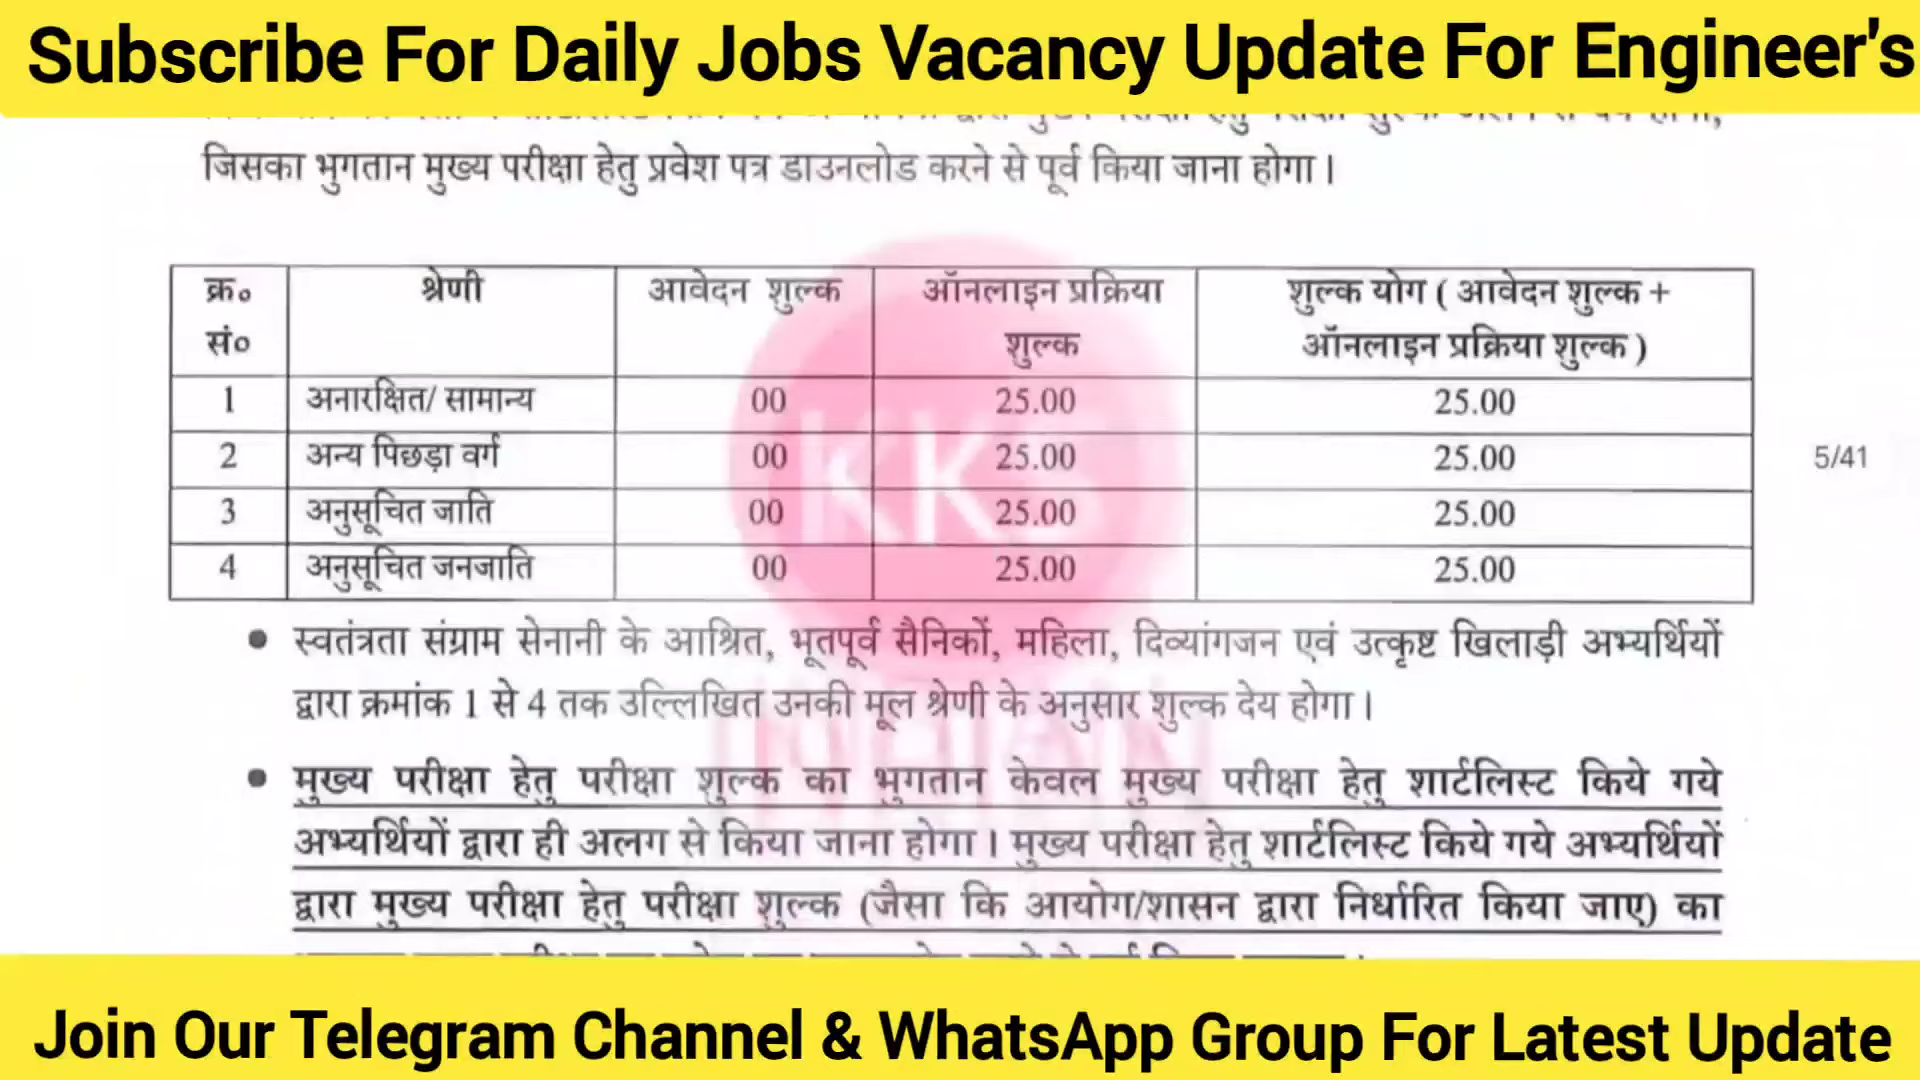 Subscribe For Daily Jobs Vacancy Update For Engineer's
जिसका भुगतान मुख्य परीक्षा हेतु प्रवेश पत्र डाउनलोड करने से पूर्व किया जाना होगा।
क्र० सं० श्रेणी आवेदन शुल्क ऑनलाइन प्रक्रिया शुल्क शुल्क योग ( आवेदन शुल्क + ऑनलाइन प्रक्रिया शुल्क )
1 अनारक्षित/ सामान्य 00 25.00 25.00
2 अन्य पिछड़ा वर्ग 00 25.00 25.00
5/41
3 अनुसूचित जाति 00 25.00 25.00
4 अनुसूचित जनजाति 00 25.00 25.00
KKS
● स्वतंत्रता संग्राम सेनानी के आश्रित, भूतपूर्व सैनिकों, महिला, दिव्यांगजन एवं उत्कृष्ट खिलाड़ी अभ्यर्थियों
द्वारा क्रमांक 1 से 4 तक उल्लिखित उनकी मूल श्रेणी के अनुसार शुल्क देय होगा।
● मुख्य परीक्षा हेतु परीक्षा शुल्क का भुगतान केवल मुख्य परीक्षा हेतु शार्टलिस्ट किये गये
अभ्यर्थियों द्वारा ही अलग से किया जाना होगा। मुख्य परीक्षा हेतु शार्टलिस्ट किये गये अभ्यर्थियों
द्वारा मुख्य परीक्षा हेतु परीक्षा शुल्क (जैसा कि आयोग/शासन द्वारा निर्धारित किया जाए) का
Join Our Telegram Channel & WhatsApp Group For Latest Update